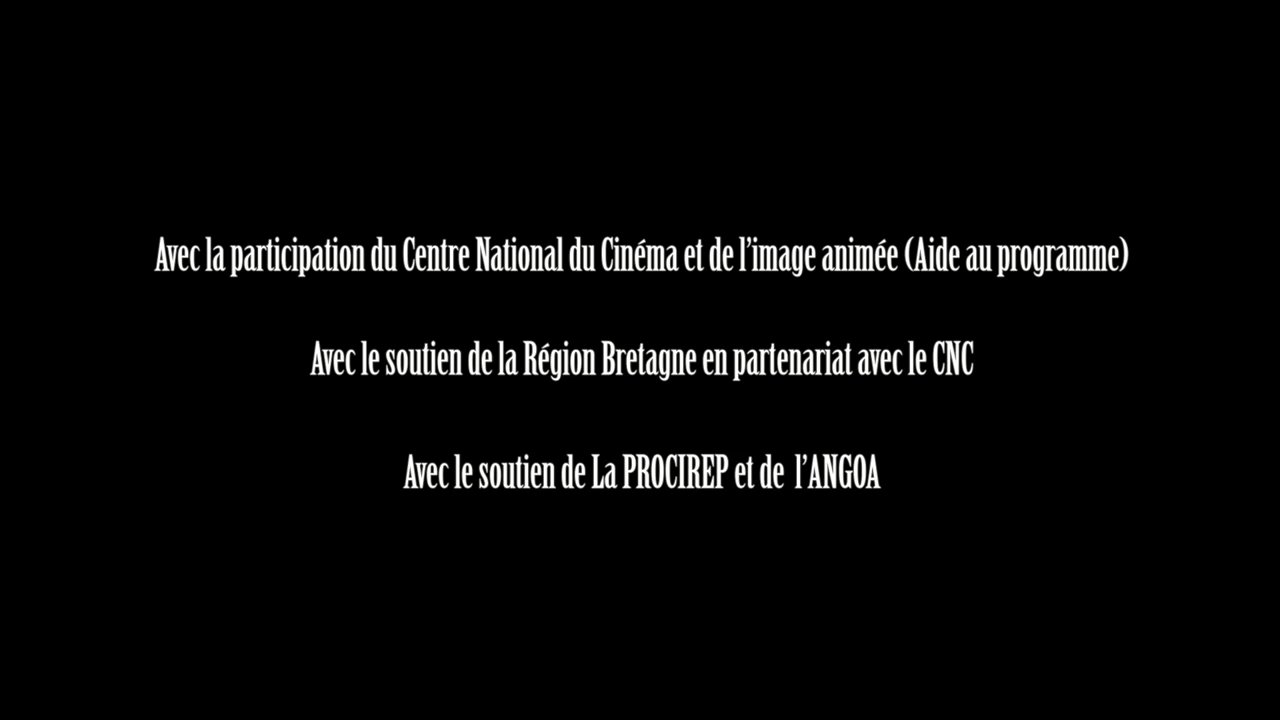 Avec la participation du Centre National du Cinéma et de l’image animée (Aide au programme)
Avec le soutien de la Région Bretagne en partenariat avec le CNC
Avec le soutien de La PROCIREP et de l’ANGOA